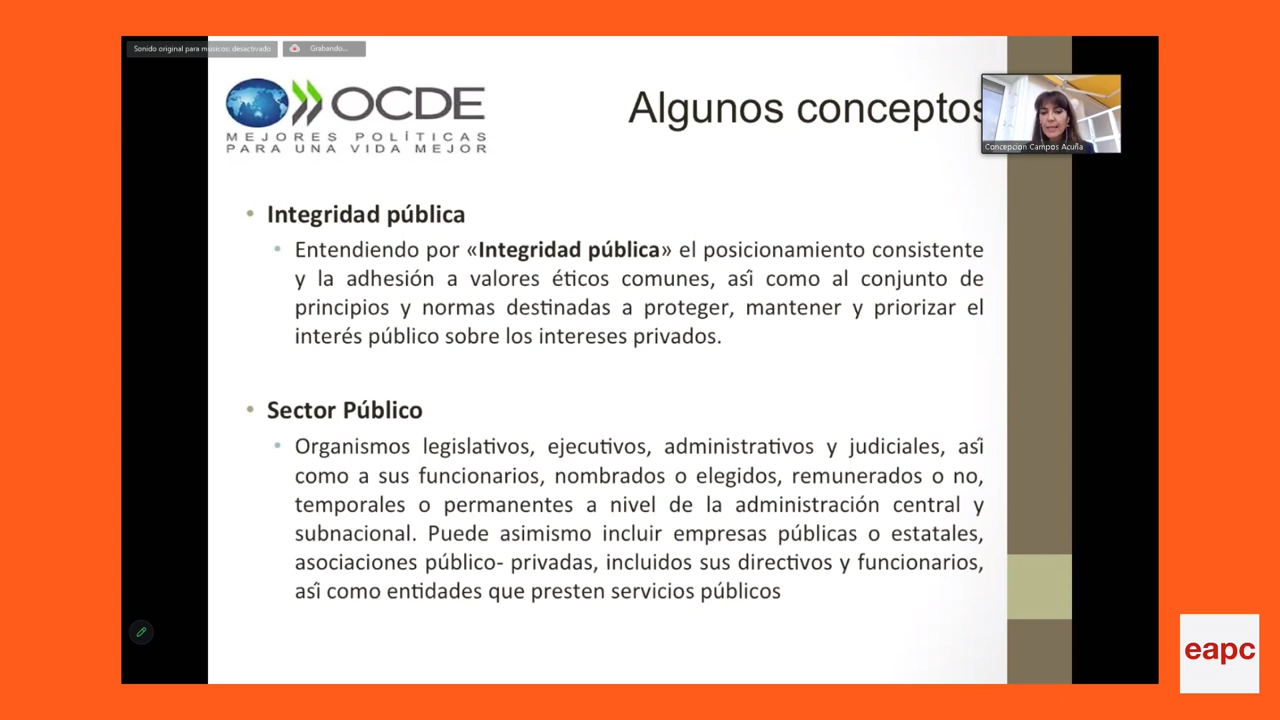 Sonido original para músicos: desactivado
Grabando...
OCDE
MEJORES POLÍTICAS
PARA UNA VIDA MEJOR
Algunos conceptos
Concepcion Campos Acuña
• Integridad pública
• Entendiendo por «Integridad pública» el posicionamiento consistente
y la adhesión a valores éticos comunes, así como al conjunto de
principios y normas destinadas a proteger, mantener y priorizar el
interés público sobre los intereses privados.
• Sector Público
• Organismos legislativos, ejecutivos, administrativos y judiciales, así
como a sus funcionarios, nombrados o elegidos, remunerados o no,
temporales o permanentes a nivel de la administración central y
subnacional. Puede asimismo incluir empresas públicas o estatales,
asociaciones público- privadas, incluidos sus directivos y funcionarios,
así como entidades que presten servicios públicos
eapc